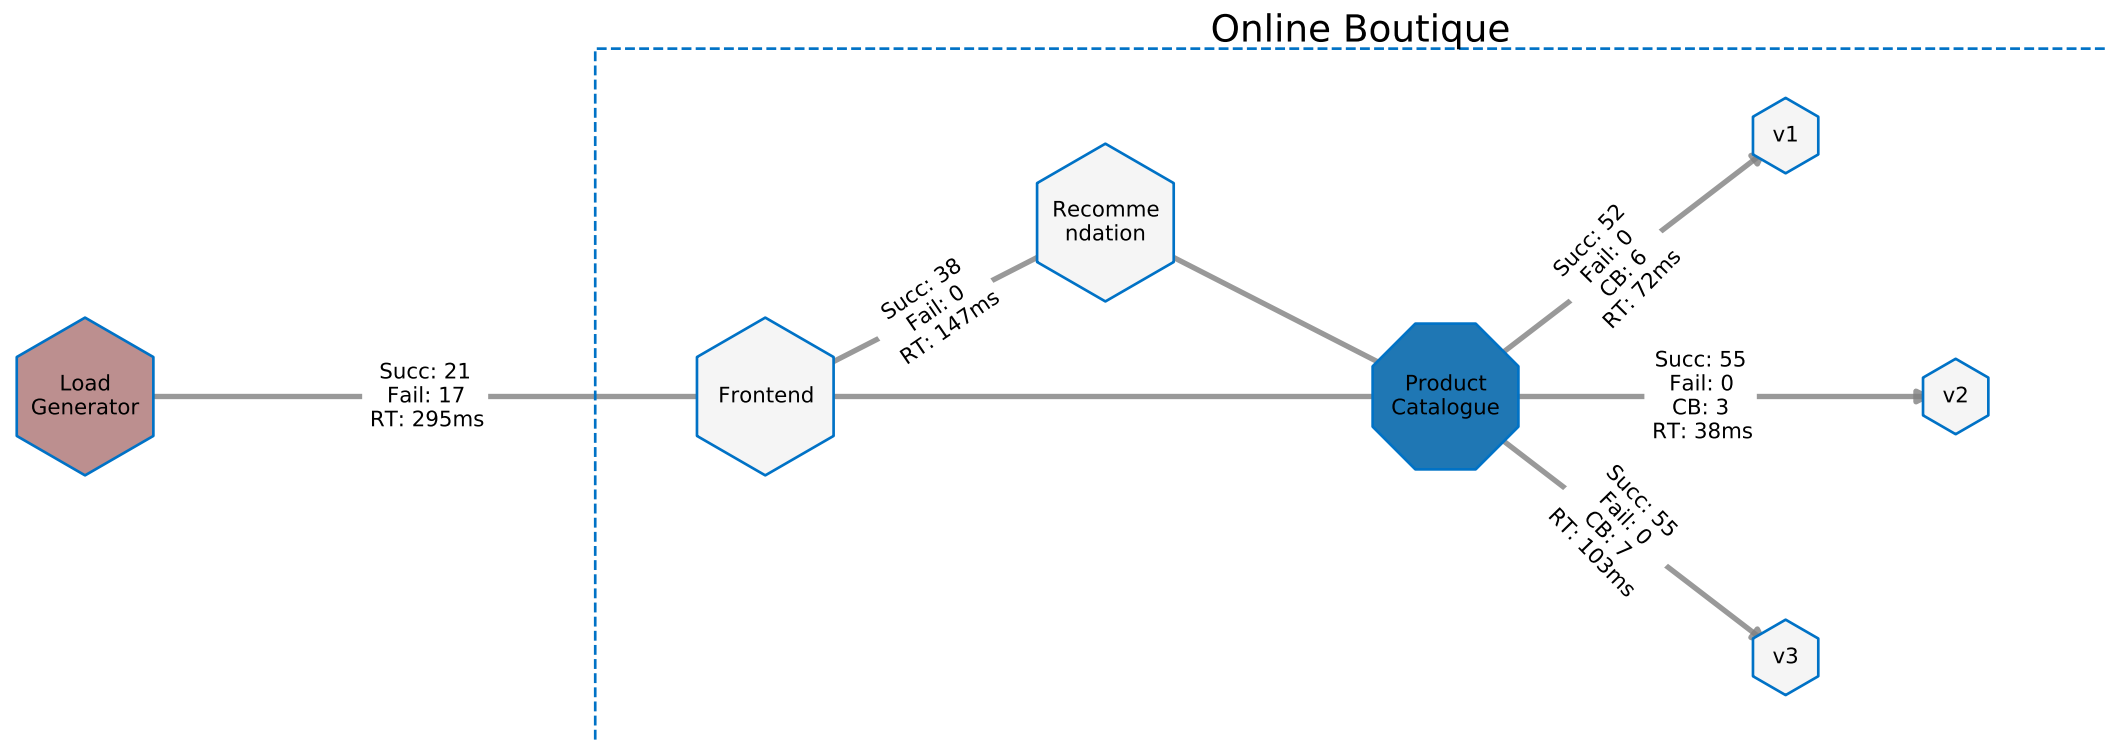 Online Boutique
Load
Generator
Succ: 21
Fail: 17
RT: 295ms
Frontend
Succ: 38
Fail: 0
RT: 147ms
Recomme
ndation
Product
Catalogue
Succ: 52
Fail: 0
CB: 6
RT: 72ms
v1
Succ: 55
Fail: 0
CB: 3
RT: 38ms
v2
Succ: 55
Fail: 0
CB: 7
RT: 103ms
v3